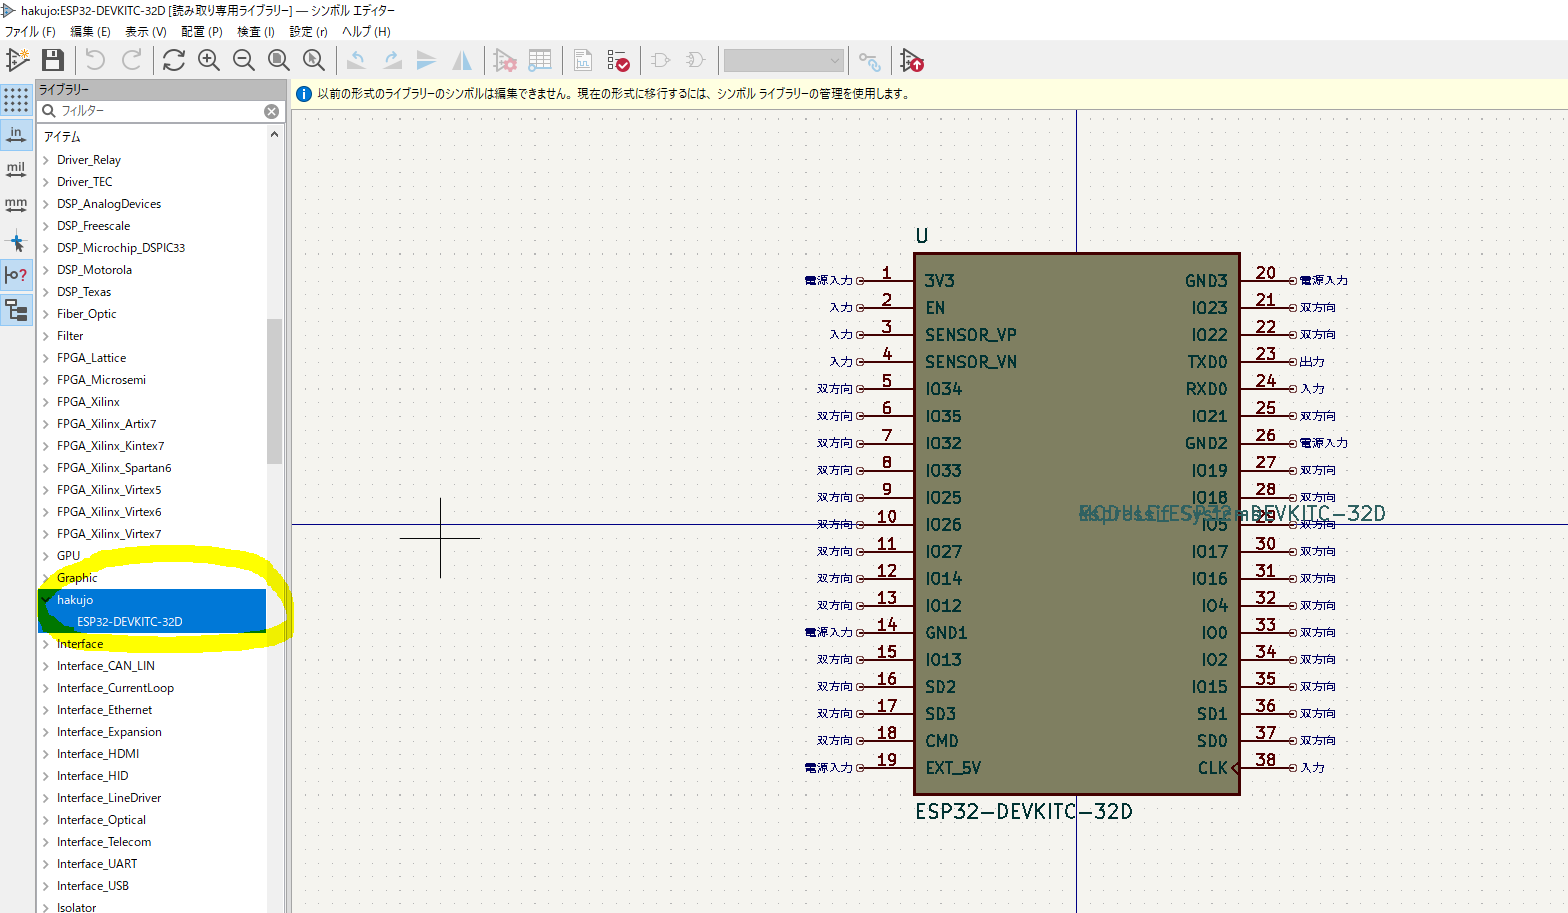 hakujo:ESP32-DEVKITC-32D [読み取り専用ライブラリー] — シンボル エディター
ファイル (F) 編集 (E) 表示 (V) 配置 (P) 検査 (I) 設定 (r) ヘルプ (H)
ライブラリー
フィルター
アイテム
Driver_Relay
Driver_TEC
DSP_AnalogDevices
DSP_Freescale
DSP_Microchip_DSPIC33
DSP_Motorola
DSP_Texas
Fiber_Optic
Filter
FPGA_Lattice
FPGA_Microsemi
FPGA_Xilinx
FPGA_Xilinx_Artix7
FPGA_Xilinx_Kintex7
FPGA_Xilinx_Spartan6
FPGA_Xilinx_Virtex5
FPGA_Xilinx_Virtex6
FPGA_Xilinx_Virtex7
GPU
Graphic
hakujo
ESP32-DEVKITC-32D
Interface
Interface_CAN_LIN
Interface_CurrentLoop
Interface_Ethernet
Interface_Expansion
Interface_HDMI
Interface_HID
Interface_LineDriver
Interface_Optical
Interface_Telecom
Interface_UART
Interface_USB
Isolator
in
mil
mm
以前の形式のライブラリーのシンボルは編集できません。現在の形式に移行するには、シンボル ライブラリーの管理を使用します。
U
電源入力 1 3V3 GND3 20 電源入力
入力 2 EN IO23 21 双方向
入力 3 SENSOR_VP IO22 22 双方向
入力 4 SENSOR_VN TXD0 23 出力
双方向 5 IO34 RXD0 24 入力
双方向 6 IO35 IO21 25 双方向
双方向 7 IO32 GND2 26 電源入力
双方向 8 IO33 IO19 27 双方向
双方向 9 IO25 IO18 28 双方向
MODULE_ESP32-DEVKITC-32D
Espressif Systems
双方向 10 IO26 IO5 29 双方向
双方向 11 IO27 IO17 30 双方向
双方向 12 IO14 IO16 31 双方向
双方向 13 IO12 IO4 32 双方向
電源入力 14 GND1 IO0 33 双方向
双方向 15 IO13 IO2 34 双方向
双方向 16 SD2 IO15 35 双方向
双方向 17 SD3 SD1 36 双方向
双方向 18 CMD SD0 37 双方向
電源入力 19 EXT_5V CLK 38 入力
ESP32-DEVKITC-32D